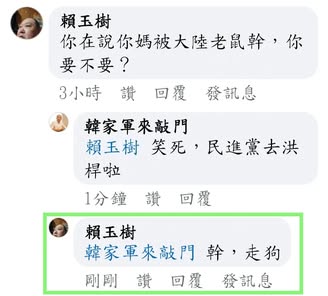 賴玉樹
你在說你媽被大陸老鼠幹，你
要不要？
3小時 讚 回覆 發訊息
韓家軍來敲門
賴玉樹 笑死，民進黨去洪
桿啦
1分鐘 讚 回覆
賴玉樹
韓家軍來敲門 幹，走狗
剛剛 讚 回覆 發訊息